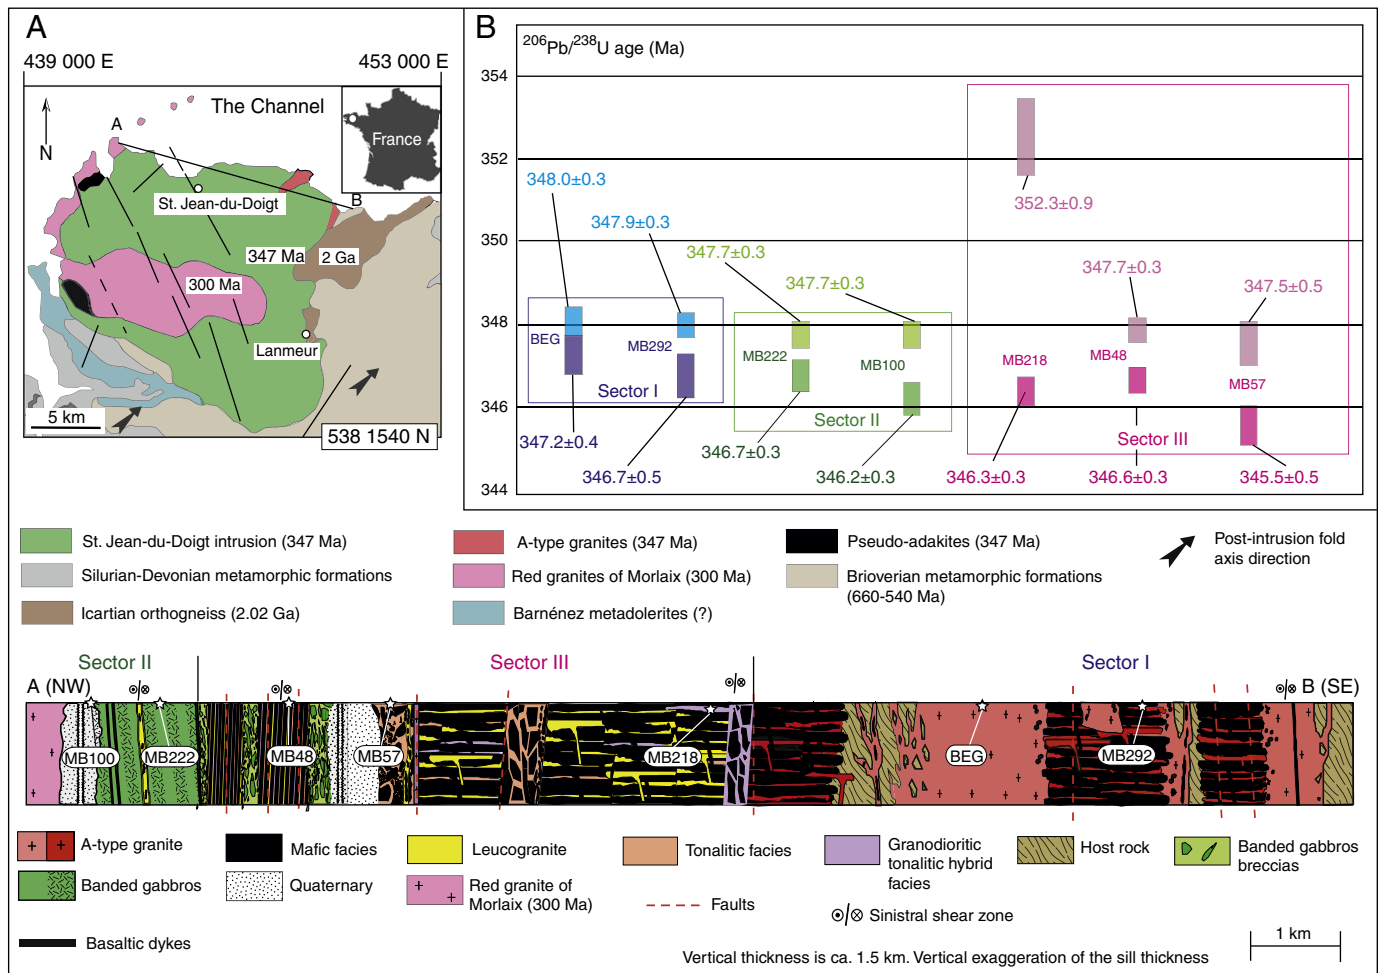 A
439 000 E
453 000 E
The Channel
France
N
A
St. Jean-du-Doigt
B
347 Ma
2 Ga
300 Ma
Lanmeur
5 km
538 1540 N
B
206Pb/238U age (Ma)
354
352
350
348
346
344
348.0±0.3
347.9±0.3
347.7±0.3
347.7±0.3
352.3±0.9
347.7±0.3
347.5±0.5
BEG
MB292
MB222
MB100
MB218
MB48
MB57
Sector I
Sector II
Sector III
347.2±0.4
346.7±0.5
346.7±0.3
346.2±0.3
346.3±0.3
346.6±0.3
345.5±0.5
St. Jean-du-Doigt intrusion (347 Ma)
Silurian-Devonian metamorphic formations
Icartian orthogneiss (2.02 Ga)
A-type granites (347 Ma)
Red granites of Morlaix (300 Ma)
Barnénez metadolerites (?)
Pseudo-adakites (347 Ma)
Brioverian metamorphic formations
(660-540 Ma)
Post-intrusion fold
axis direction
Sector II
Sector III
Sector I
A (NW)
B (SE)
MB100
MB222
MB48
MB57
MB218
BEG
MB292
A-type granite
Banded gabbros
Basaltic dykes
Mafic facies
Quaternary
Leucogranite
Red granite of
Morlaix (300 Ma)
Tonalitic facies
Faults
Granodioritic
tonalitic hybrid
facies
Sinistral shear zone
Host rock
Banded gabbros
breccias
1 km
Vertical thickness is ca. 1.5 km. Vertical exaggeration of the sill thickness